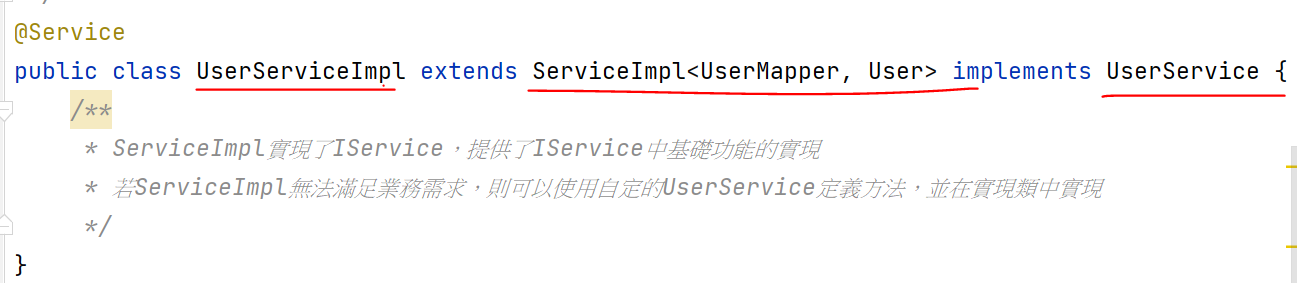 @Service
public class UserServiceImpl extends ServiceImpl<UserMapper, User> implements UserService {
/**
* ServiceImpl實現了IService，提供了IService中基礎功能的實現
* 若ServiceImpl無法滿足業務需求，則可以使用自定的UserService定義方法，並在實現類中實現
*/
}